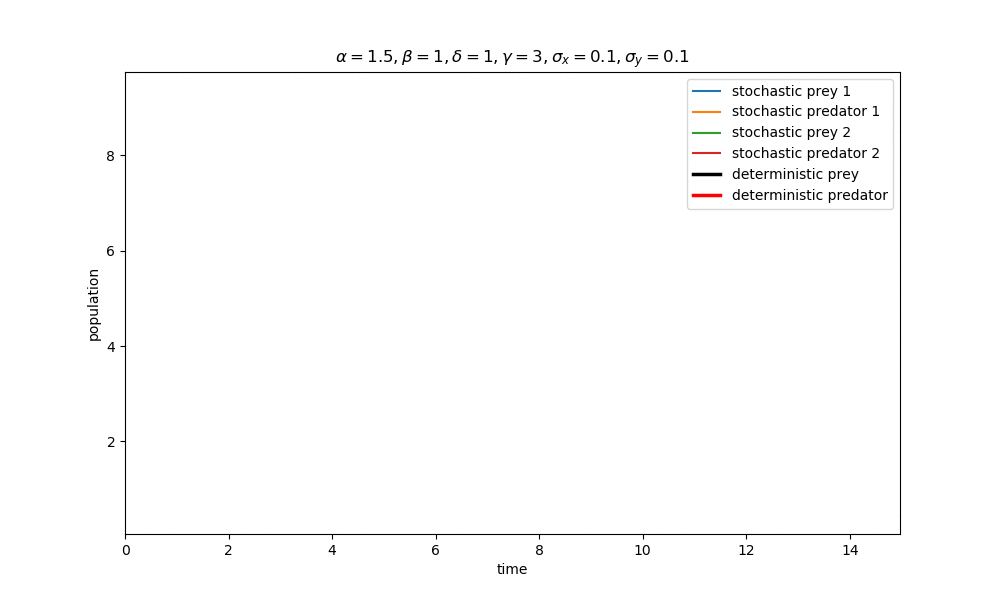 α = 1.5, β = 1, δ = 1, γ = 3, σₓ = 0.1, σᵧ = 0.1
stochastic prey 1
stochastic predator 1
stochastic prey 2
stochastic predator 2
deterministic prey
deterministic predator
8
6
4
2
population
0 2 4 6 8 10 12 14
time